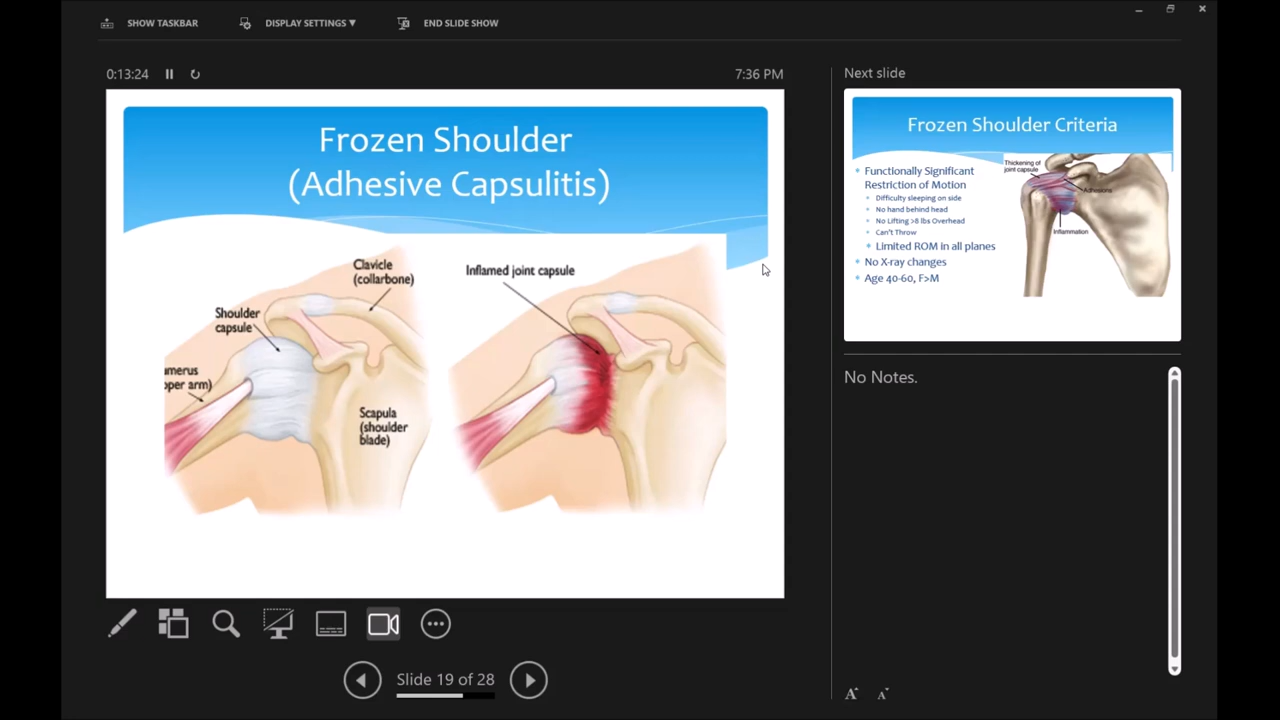 SHOW TASKBAR
DISPLAY SETTINGS ▼
END SLIDE SHOW
0:13:24
7:36 PM
Frozen Shoulder
(Adhesive Capsulitis)
Clavicle
(collarbone)
Shoulder
capsule
umerus
per arm)
Scapula
(shoulder
blade)
Inflamed joint capsule
Slide 19 of 28
Next slide
Frozen Shoulder Criteria
Functionally Significant
Restriction of Motion
Difficulty sleeping on side
No hand behind head
No Lifting >8 lbs Overhead
Can't Throw
Limited ROM in all planes
No X-ray changes
Age 40-60, F>M
Thickening of
joint capsule
Adhesions
Inflammation
No Notes.
A
A